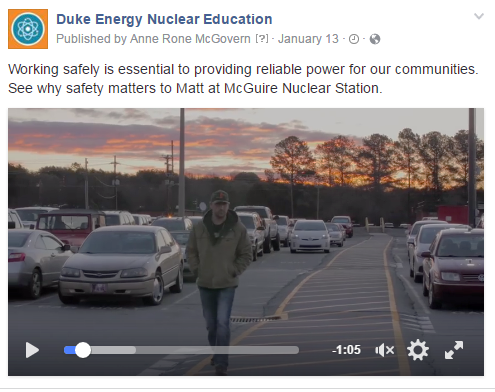 Duke Energy Nuclear Education
Published by Anne Rone McGovern [?] · January 13 ·
Working safely is essential to providing reliable power for our communities.
See why safety matters to Matt at McGuire Nuclear Station.
-1:05